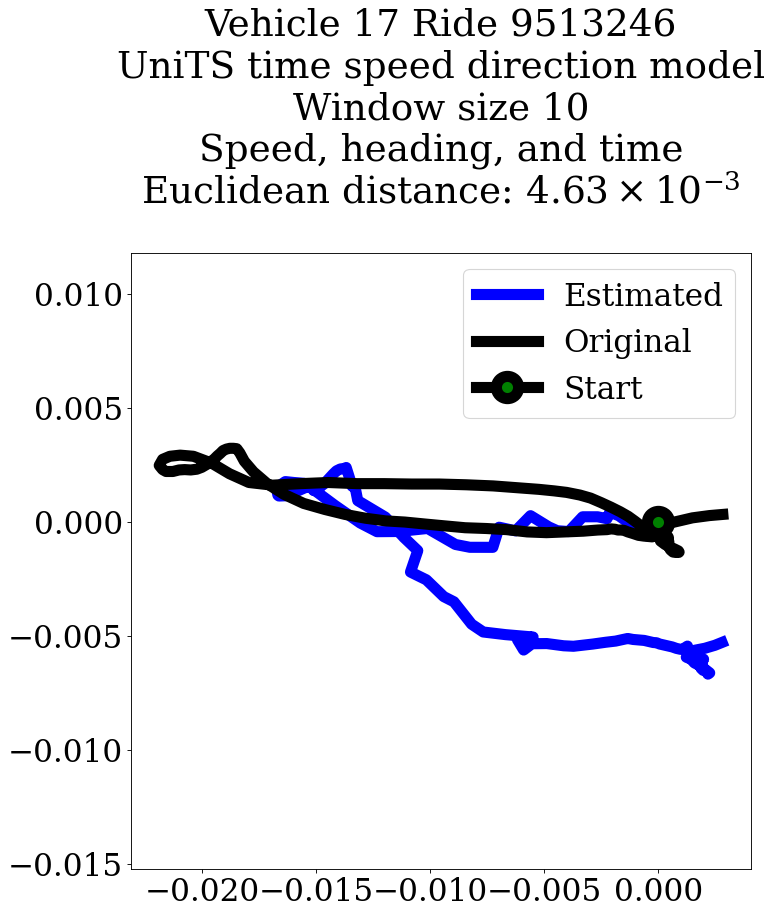 Vehicle 17 Ride 9513246
UniTS time speed direction model
Window size 10
Speed, heading, and time
Euclidean distance: 4.63 × 10⁻³
Estimated
Original
Start
0.010
0.005
0.000
−0.005
−0.010
−0.015
−0.020 −0.015 −0.010 −0.005 0.000